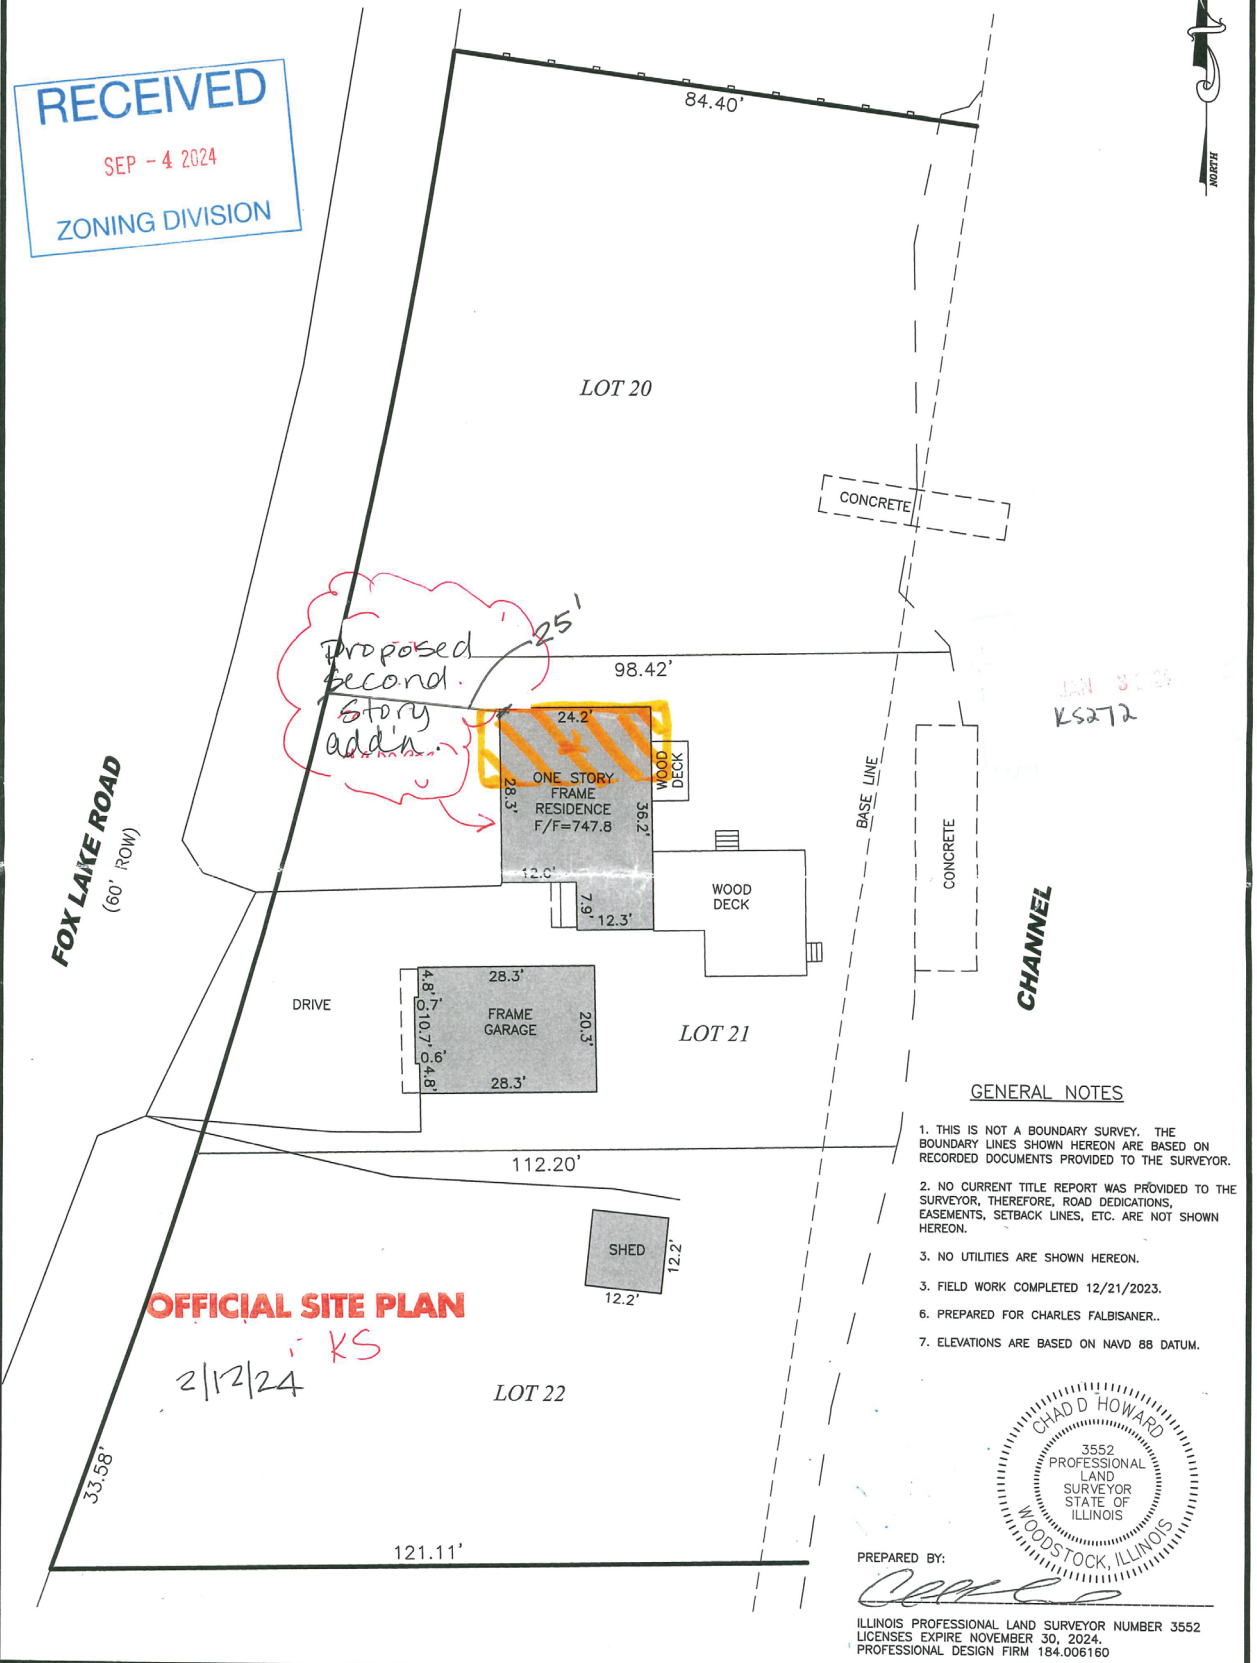 RECEIVED
SEP - 4 2024
ZONING DIVISION
NORTH
84.40'
LOT 20
CONCRETE
25'
Proposed
second
story
add'n.
98.42'
JAN
KS272
24.2'
WOOD
DECK
ONE STORY
FRAME
RESIDENCE
F/F=747.8
28.3'
36.2'
BASE LINE
FOX LAKE ROAD
(60' ROW)
CONCRETE
12.0'
7.9'
12.3'
WOOD
DECK
CHANNEL
DRIVE
4.8'
0.7'
10.7'
0.6'
4.8'
28.3'
FRAME
GARAGE
20.3'
28.3'
LOT 21
GENERAL NOTES
1. THIS IS NOT A BOUNDARY SURVEY. THE
BOUNDARY LINES SHOWN HEREON ARE BASED ON
RECORDED DOCUMENTS PROVIDED TO THE SURVEYOR.
2. NO CURRENT TITLE REPORT WAS PROVIDED TO THE
SURVEYOR, THEREFORE, ROAD DEDICATIONS,
EASEMENTS, SETBACK LINES, ETC. ARE NOT SHOWN
HEREON.
3. NO UTILITIES ARE SHOWN HEREON.
3. FIELD WORK COMPLETED 12/21/2023.
6. PREPARED FOR CHARLES FALBISANER..
7. ELEVATIONS ARE BASED ON NAVD 88 DATUM.
112.20'
SHED
12.2'
12.2'
OFFICIAL SITE PLAN
KS
2/12/24
LOT 22
33.58'
121.11'
CHAD D HOWARD
3552
PROFESSIONAL
LAND
SURVEYOR
STATE OF
ILLINOIS
WOODSTOCK, ILLINOIS
PREPARED BY:
ILLINOIS PROFESSIONAL LAND SURVEYOR NUMBER 3552
LICENSES EXPIRE NOVEMBER 30, 2024.
PROFESSIONAL DESIGN FIRM 184.006160